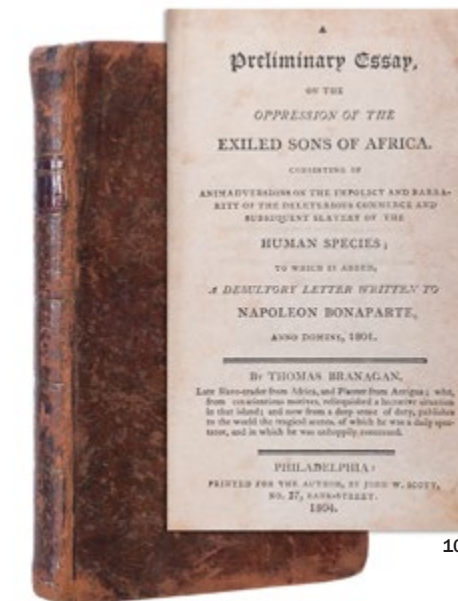 A
Preliminary Essay,
ON THE
OPPRESSION OF THE
EXILED SONS OF AFRICA.
CONSISTING OF
ANIMADVERSIONS ON THE IMPOLICY AND BARBA-
RITY OF THE DELETERIOUS COMMERCE AND
SUBSEQUENT SLAVERY OF THE
HUMAN SPECIES;
TO WHICH IS ADDED,
A DESULTORY LETTER WRITTEN TO
NAPOLEON BONAPARTE,
ANNO DOMINI, 1801.
BY THOMAS BRANAGAN,
Late Slave-trader from Africa, and Planter from Antigua; who,
from conscientious motives, relinquished a lucrative situation
in that island; and now from a deep sense of duty, publishes
to the world the tragical scenes, of which he was a daily spec-
tator, and in which he was unhappily concerned.
PHILADELPHIA:
PRINTED FOR THE AUTHOR, BY JOHN W. SCOTT,
NO. 27, BANK-STREET.
1804.
10